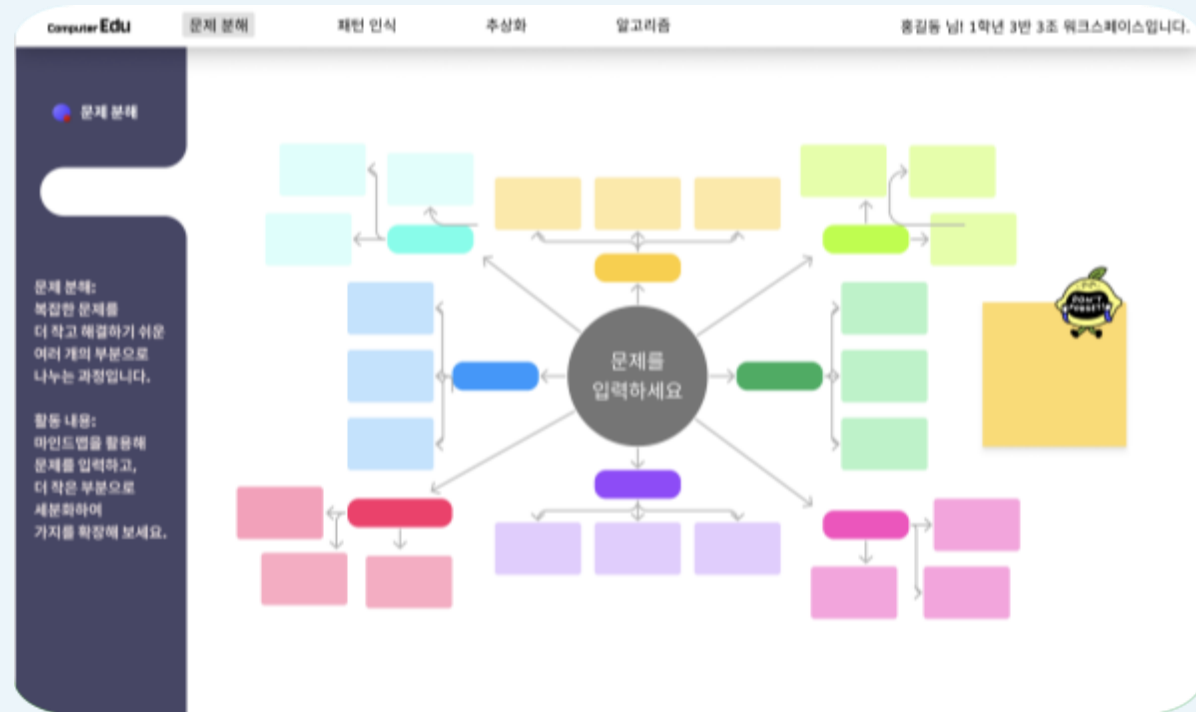 Computer Edu
문제 분해
패턴 인식
추상화
알고리즘
홍길동 님! 1학년 3반 3조 워크스페이스입니다.
문제 분해
문제 분해:
복잡한 문제를
더 작고 해결하기 쉬운
여러 개의 부분으로
나누는 과정입니다.
활동 내용:
마인드맵을 활용해
문제를 입력하고,
더 작은 부분으로
세분화하여
가지를 확장해 보세요.
문제를
입력하세요
DON'T
FORGET!!